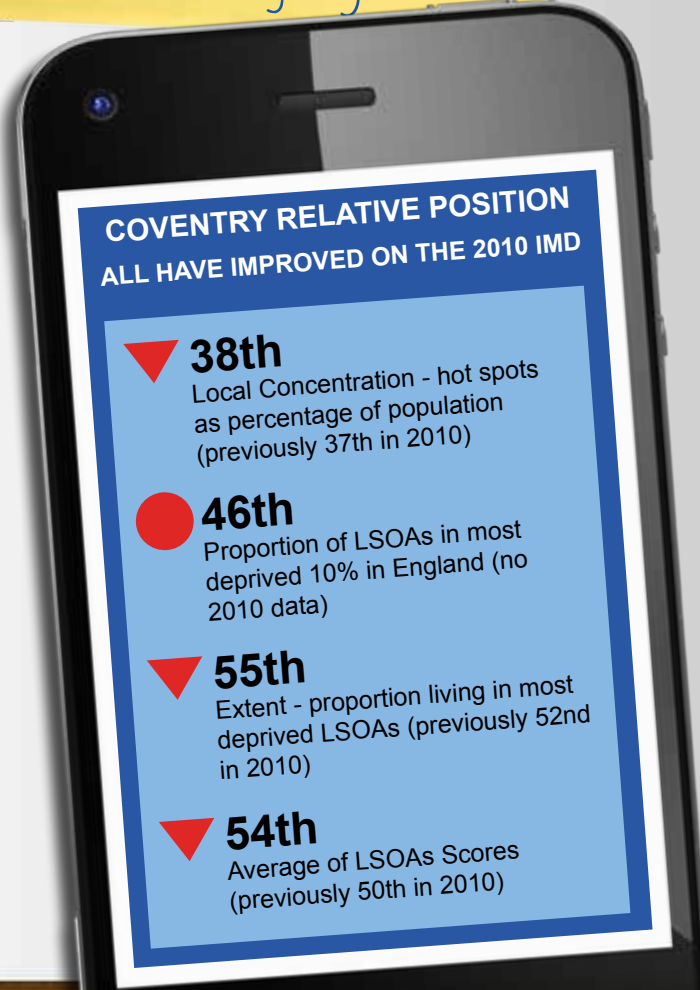 COVENTRY RELATIVE POSITION
ALL HAVE IMPROVED ON THE 2010 IMD
38th
Local Concentration - hot spots
as percentage of population
(previously 37th in 2010)
46th
Proportion of LSOAs in most
deprived 10% in England (no
2010 data)
55th
Extent - proportion living in most
deprived LSOAs (previously 52nd
in 2010)
54th
Average of LSOAs Scores
(previously 50th in 2010)